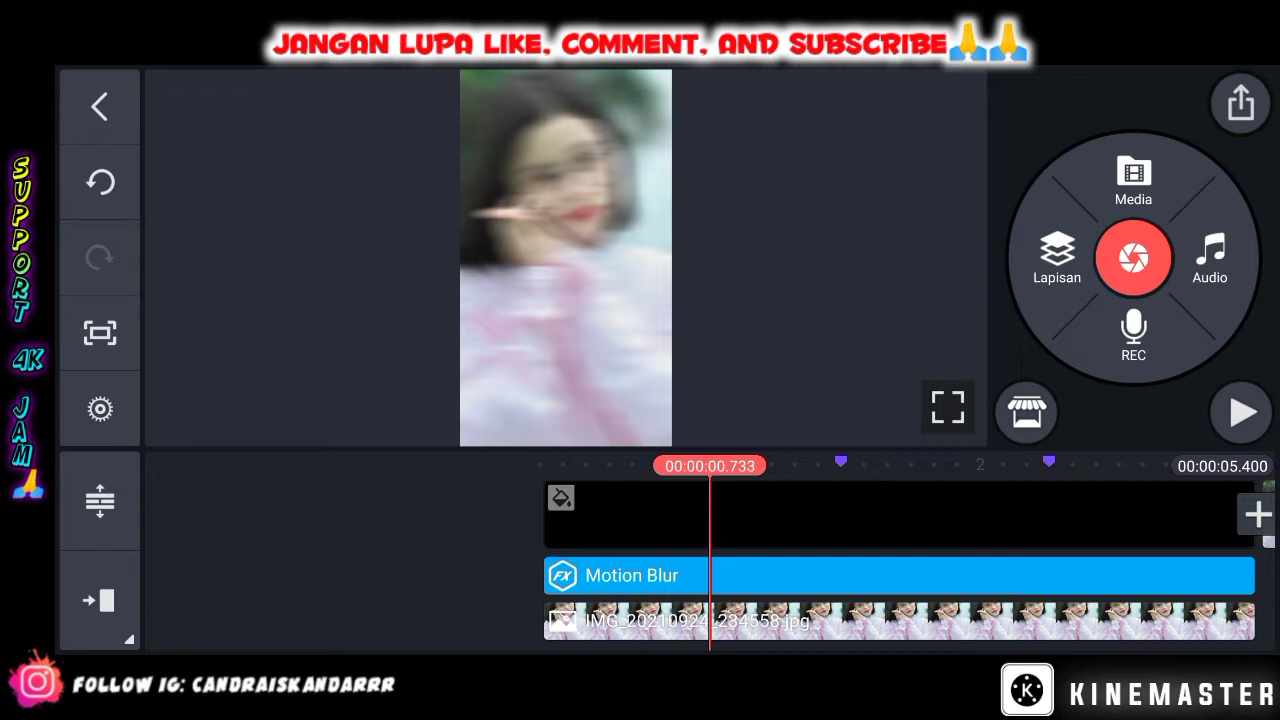 JANGAN LUPA LIKE, COMMENT, AND SUBSCRIBE🙏🙏
SUPPORT 4K JAM🙏
Media
Lapisan
Audio
REC
00:00:00.733
2
00:00:05.400
FX Motion Blur
IMG_20210924_234558.jpg
FOLLOW IG: CANDRAISKANDARRR
K KINEMASTER